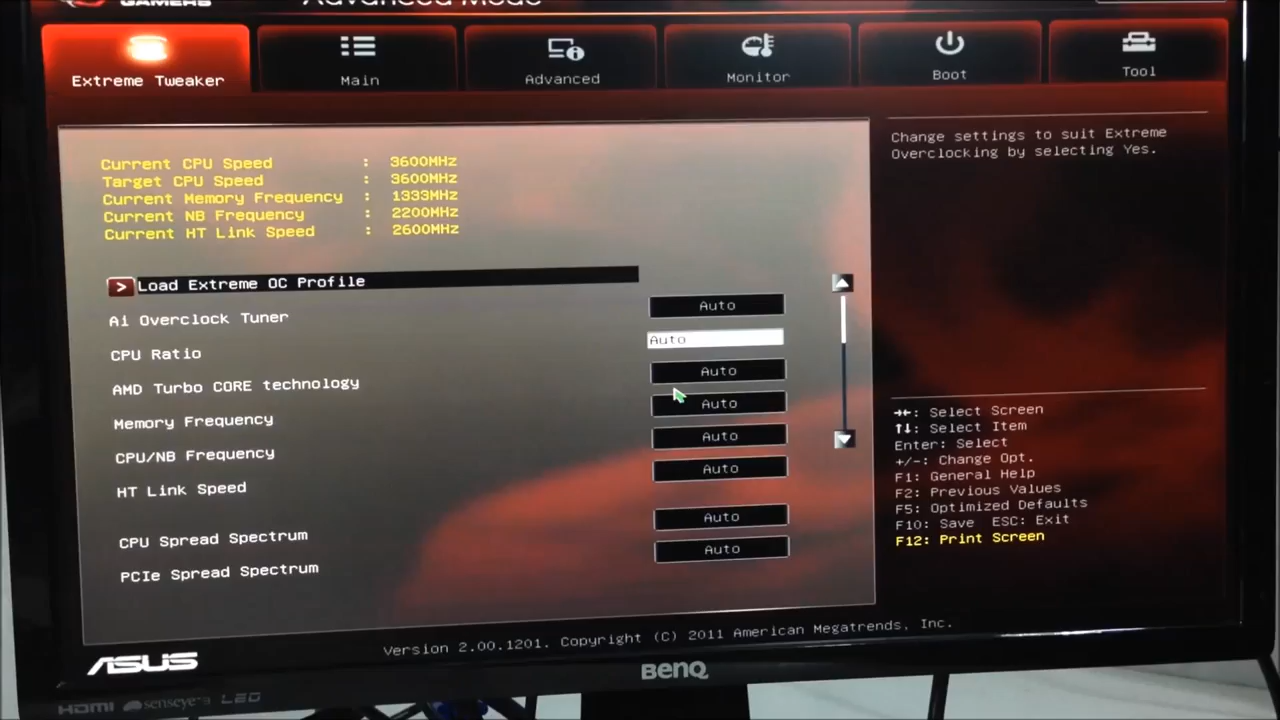 GAMERS
Advanced Mode
Extreme Tweaker
Main
Advanced
Monitor
Boot
Tool
Current CPU Speed : 3600MHz
Target CPU Speed : 3600MHz
Current Memory Frequency : 1333MHz
Current NB Frequency : 2200MHz
Current HT Link Speed : 2600MHz
> Load Extreme OC Profile
Ai Overclock Tuner Auto
CPU Ratio Auto
AMD Turbo CORE technology Auto
Memory Frequency Auto
CPU/NB Frequency Auto
HT Link Speed Auto
CPU Spread Spectrum Auto
PCIe Spread Spectrum Auto
Change settings to suit Extreme
Overclocking by selecting Yes.
→←: Select Screen
↑↓: Select Item
Enter: Select
+/-: Change Opt.
F1: General Help
F2: Previous Values
F5: Optimized Defaults
F10: Save ESC: Exit
F12: Print Screen
Version 2.00.1201. Copyright (C) 2011 American Megatrends, Inc.
ASUS
BenQ
HDMI senseye3 LED